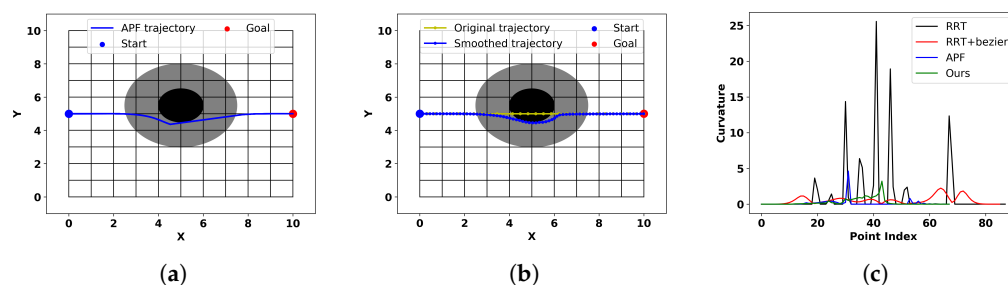 APF trajectory
Start
Goal
10
8
6
4
2
0
Y
0 2 4 6 8 10
X
(a)
Original trajectory
Smoothed trajectory
Start
Goal
10
8
6
4
2
0
Y
0 2 4 6 8 10
X
(b)
RRT
RRT+bezier
APF
Ours
25
20
15
10
5
0
Curvature
0 20 40 60 80
Point Index
(c)